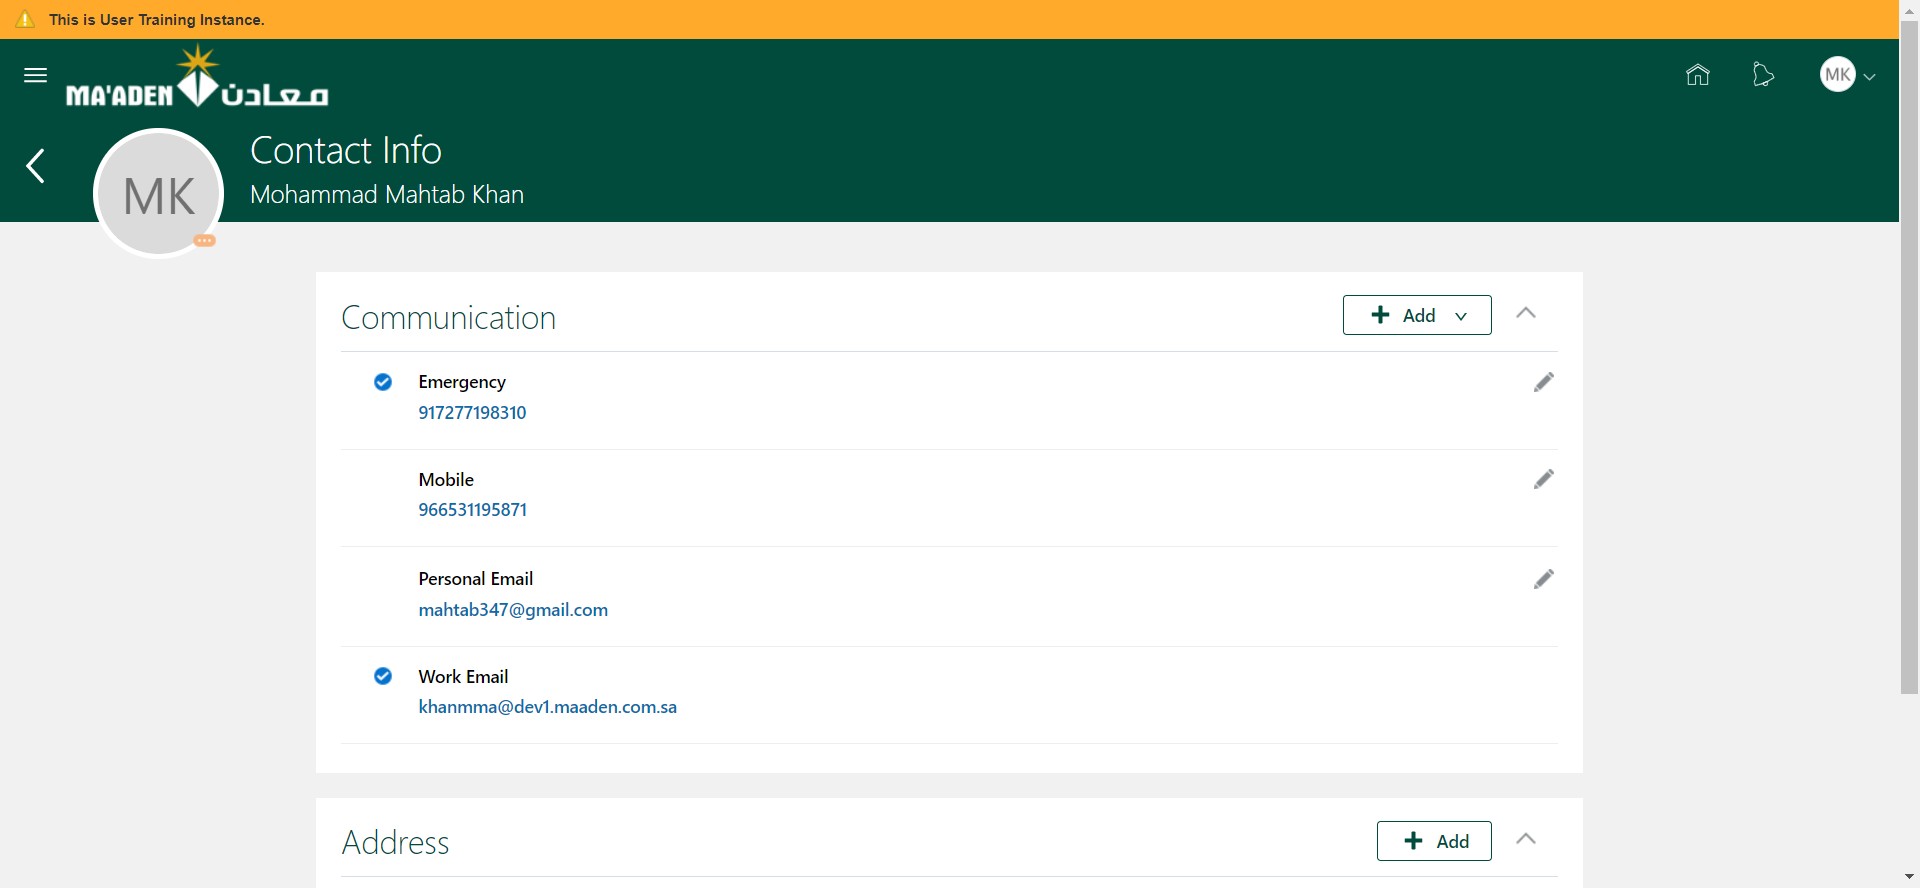 This is User Training Instance.
MA'ADEN معادن
MK
Contact Info
MK
Mohammad Mahtab Khan
Communication
Add
Emergency
917277198310
Mobile
966531195871
Personal Email
mahtab347@gmail.com
Work Email
khanmma@dev1.maaden.com.sa
Address
Add